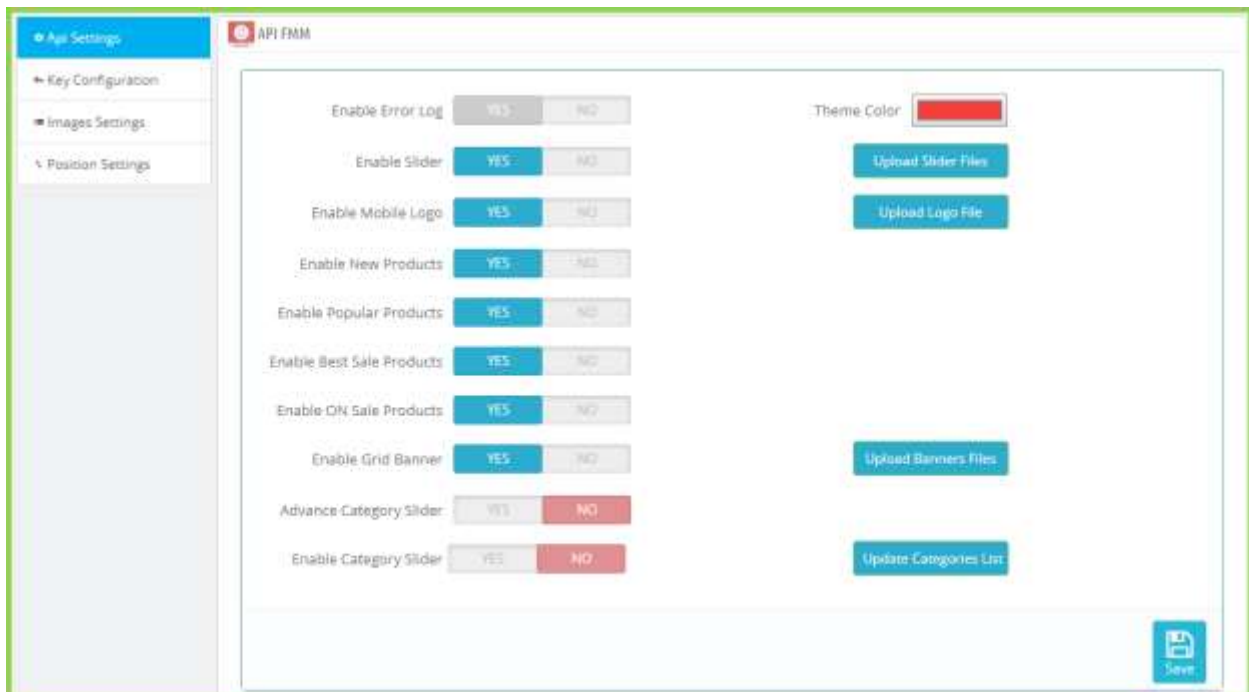 Api Settings
API FMM
Key Configuration
Images Settings
Position Settings
Enable Error Log YES NO Theme Color
Enable Slider YES NO Upload Slider Files
Enable Mobile Logo YES NO Upload Logo File
Enable New Products YES NO
Enable Popular Products YES NO
Enable Best Sale Products YES NO
Enable ON Sale Products YES NO
Enable Grid Banner YES NO Upload Banners Files
Advance Category Slider YES NO
Enable Category Slider YES NO Update Categories List
Save